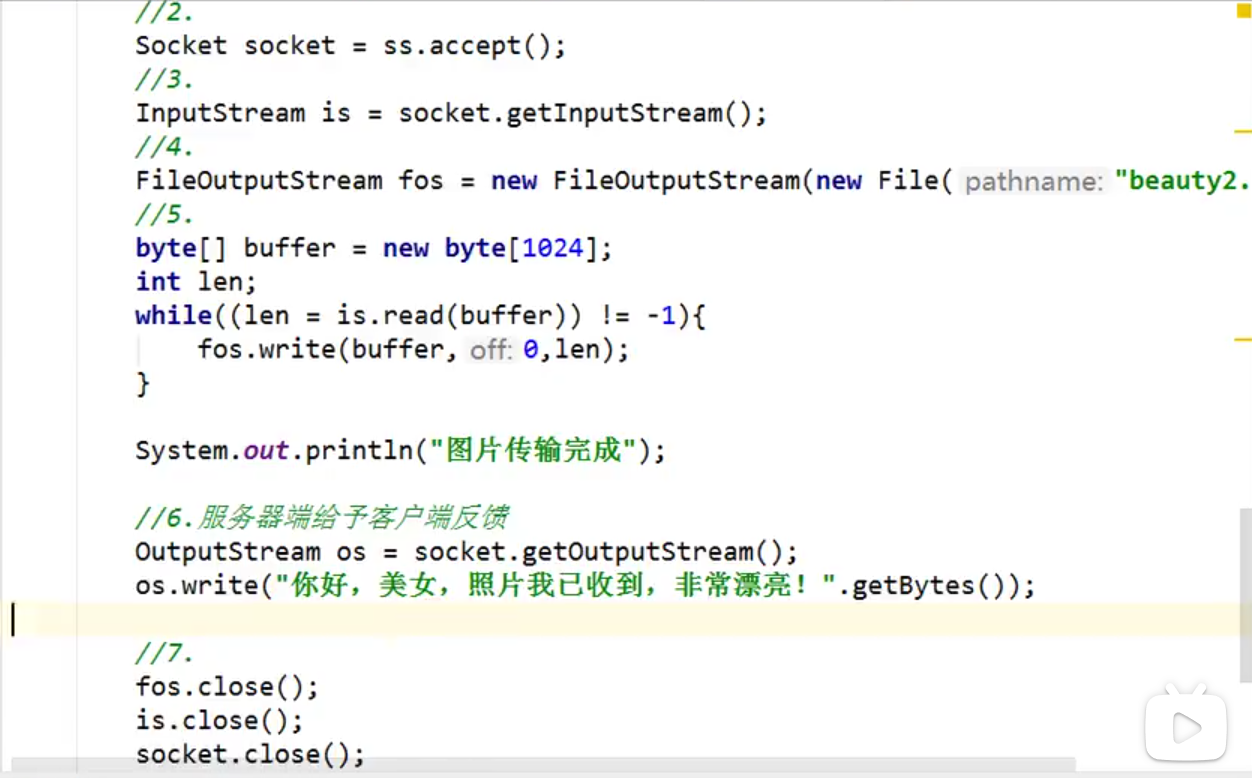 //2.
Socket socket = ss.accept();
//3.
InputStream is = socket.getInputStream();
//4.
FileOutputStream fos = new FileOutputStream(new File( pathname: "beauty2.
//5.
byte[] buffer = new byte[1024];
int len;
while((len = is.read(buffer)) != -1){
fos.write(buffer, off: 0,len);
}
System.out.println("图片传输完成");
//6.服务器端给予客户端反馈
OutputStream os = socket.getOutputStream();
os.write("你好，美女，照片我已收到，非常漂亮！".getBytes());
//7.
fos.close();
is.close();
socket.close();